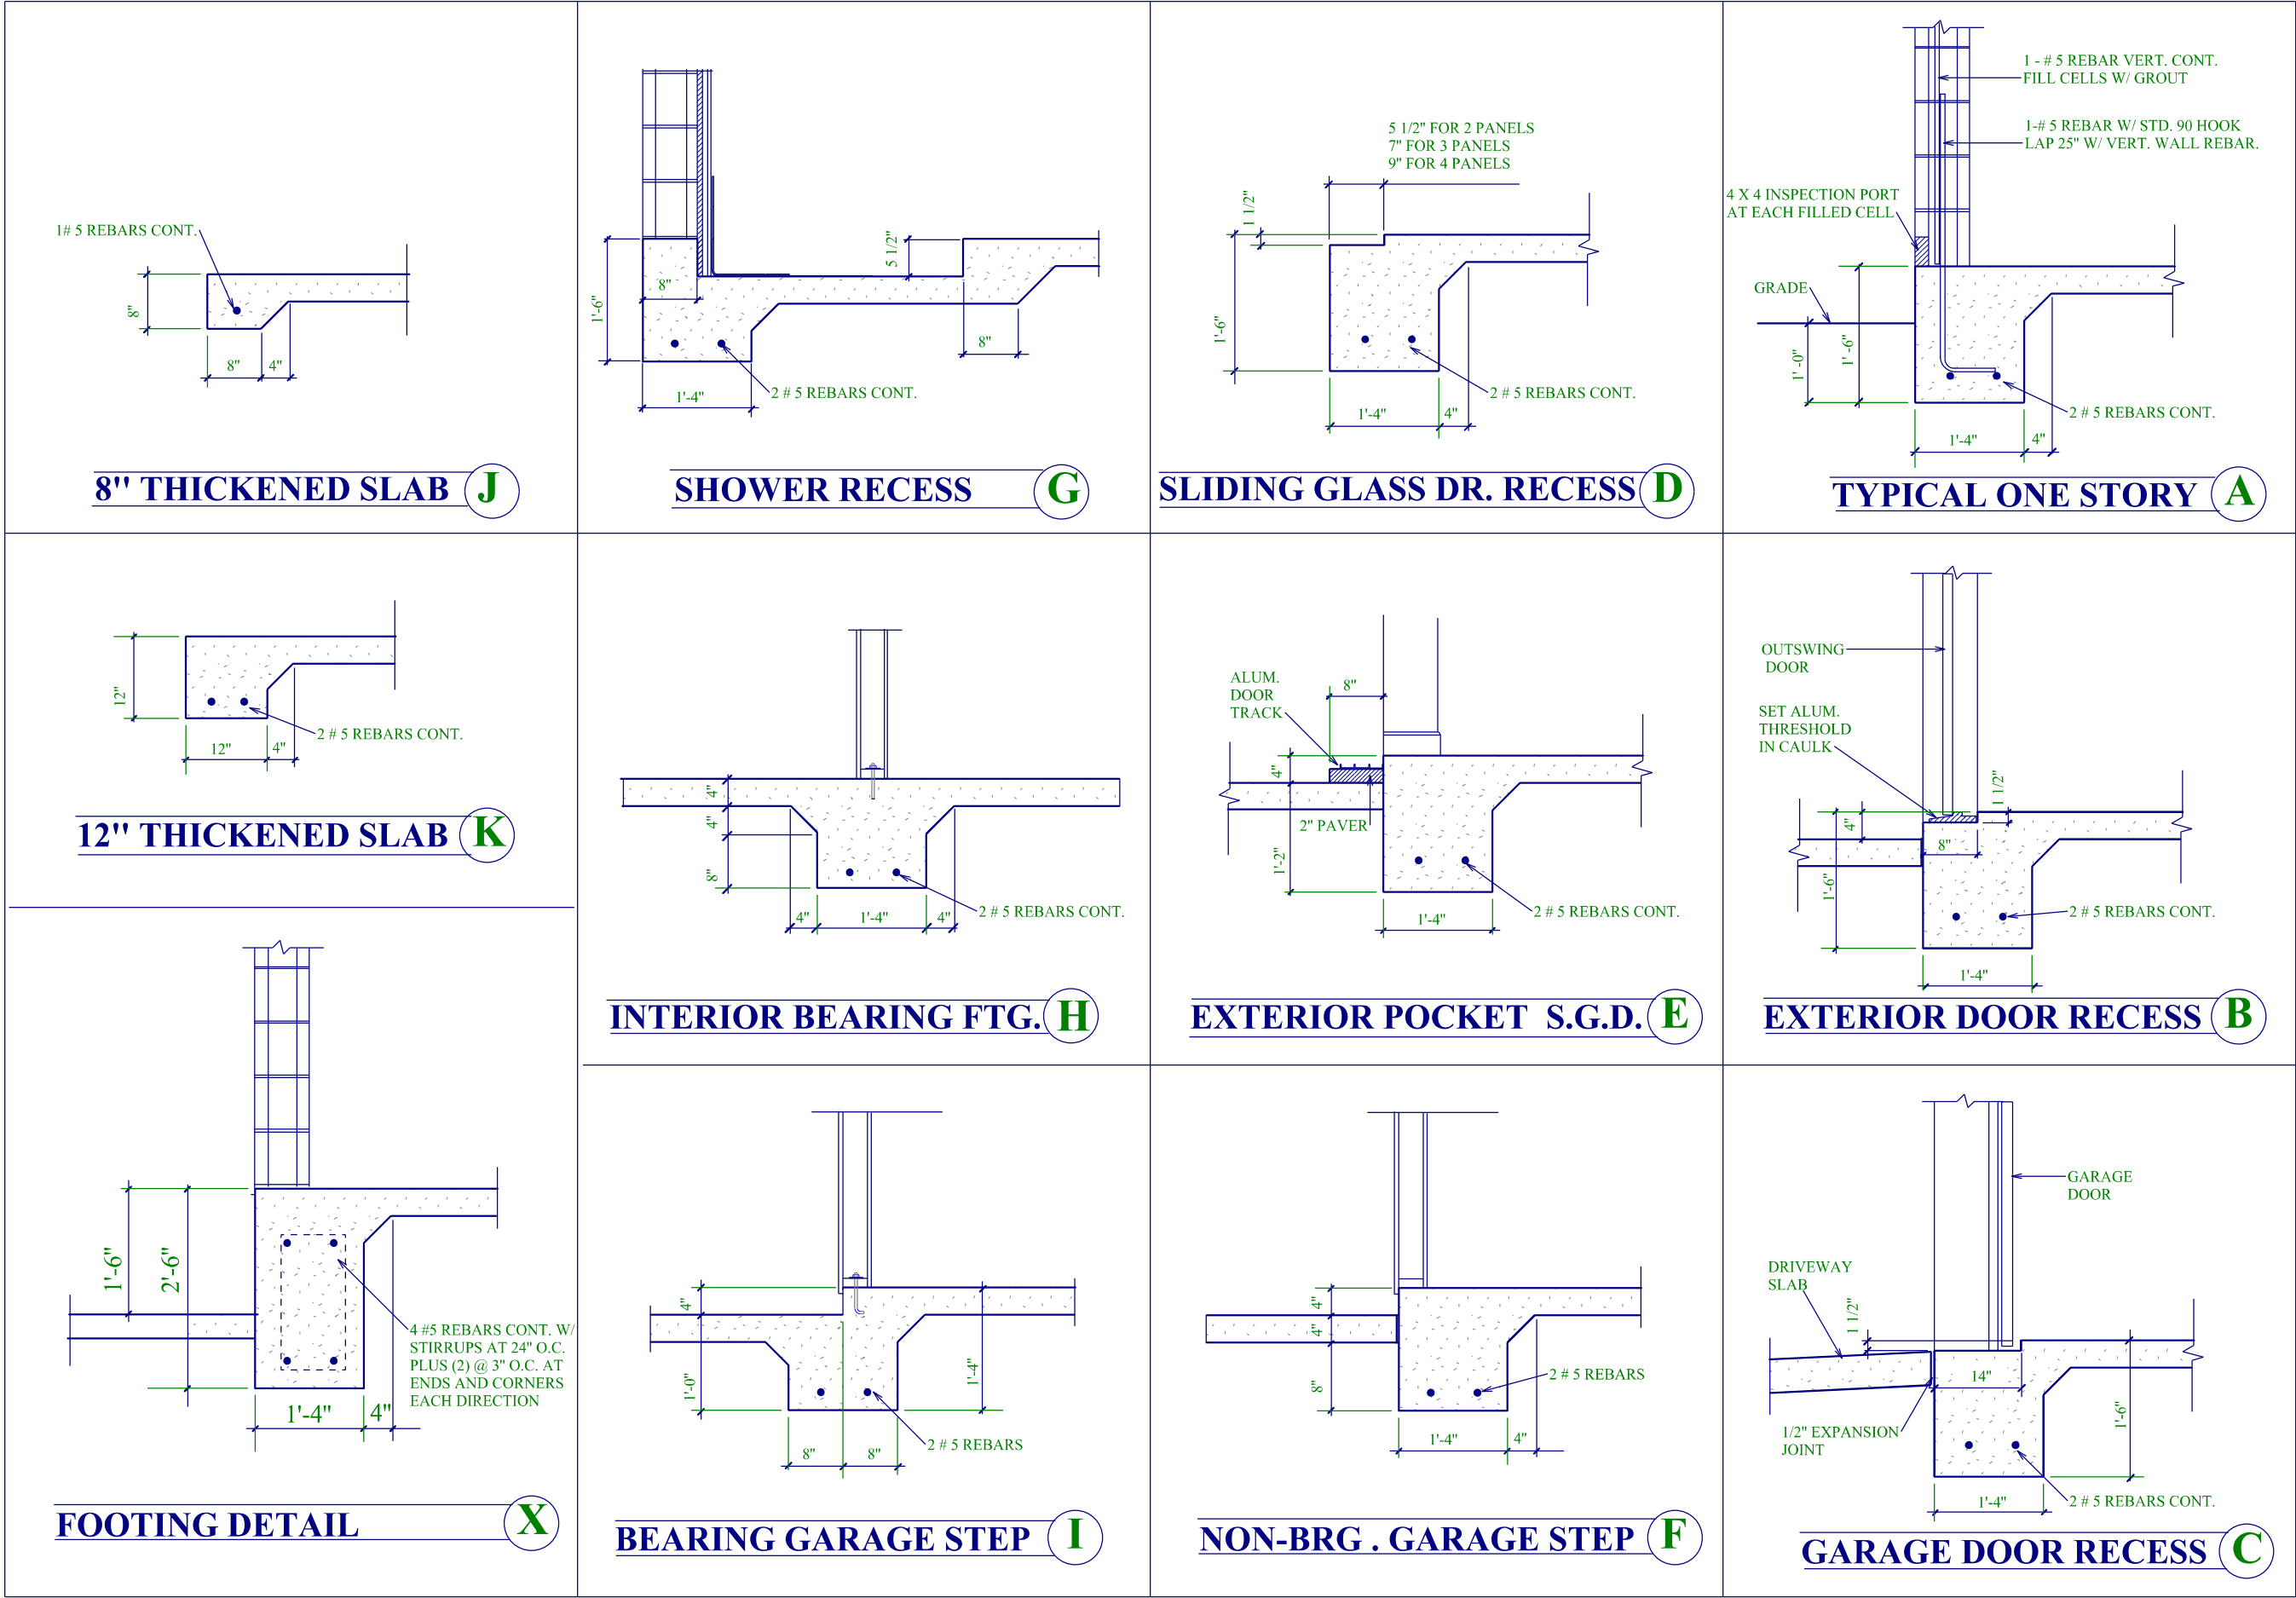 1# 5 REBARS CONT.
8"
8"
4"
8" THICKENED SLAB
J
1'-6"
8"
5 1/2"
8"
1'-4"
2 # 5 REBARS CONT.
SHOWER RECESS
G
5 1/2" FOR 2 PANELS
7" FOR 3 PANELS
9" FOR 4 PANELS
1 1/2"
1'-6"
2 # 5 REBARS CONT.
1'-4"
4"
SLIDING GLASS DR. RECESS
D
1 - # 5 REBAR VERT. CONT.
FILL CELLS W/ GROUT
1-# 5 REBAR W/ STD. 90 HOOK
LAP 25" W/ VERT. WALL REBAR.
4 X 4 INSPECTION PORT
AT EACH FILLED CELL
GRADE
1' -0"
1' -6"
2 # 5 REBARS CONT.
1'-4"
4"
TYPICAL ONE STORY
A
12"
2 # 5 REBARS CONT.
12"
4"
12" THICKENED SLAB
K
4"
4"
8"
2 # 5 REBARS CONT.
4"
1'-4"
4"
INTERIOR BEARING FTG.
H
ALUM.
DOOR
TRACK
8"
4"
2" PAVER
1'-2"
2 # 5 REBARS CONT.
1'-4"
EXTERIOR POCKET S.G.D.
E
OUTSWING
DOOR
SET ALUM.
THRESHOLD
IN CAULK
1 1/2"
4"
8"
1'-6"
2 # 5 REBARS CONT.
1'-4"
EXTERIOR DOOR RECESS
B
1'-6"
2'-6"
4 #5 REBARS CONT. W/
STIRRUPS AT 24" O.C.
PLUS (2) @ 3" O.C. AT
ENDS AND CORNERS
EACH DIRECTION
1'-4"
4"
FOOTING DETAIL
X
4"
1'-0"
1'-4"
2 # 5 REBARS
8"
8"
BEARING GARAGE STEP
I
4"
4"
8"
2 # 5 REBARS
1'-4"
4"
NON-BRG . GARAGE STEP
F
GARAGE
DOOR
DRIVEWAY
SLAB
1 1/2"
14"
1'-6"
1/2" EXPANSION
JOINT
2 # 5 REBARS CONT.
1'-4"
GARAGE DOOR RECESS
C